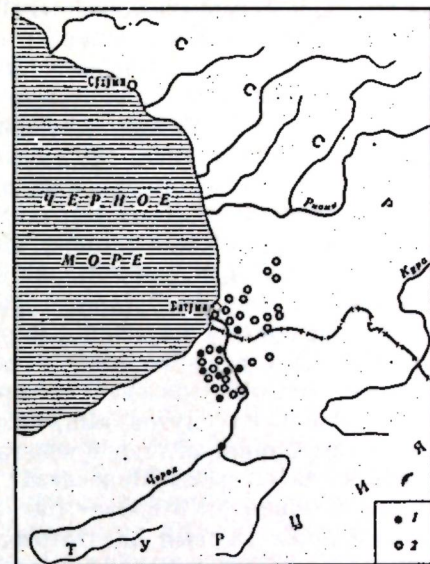 С
С
С
Р
ЧЕРНОЕ
Риони
МОРЕ
Кура
Батуми
Чорох
Т У Р Ц И Я
1
2